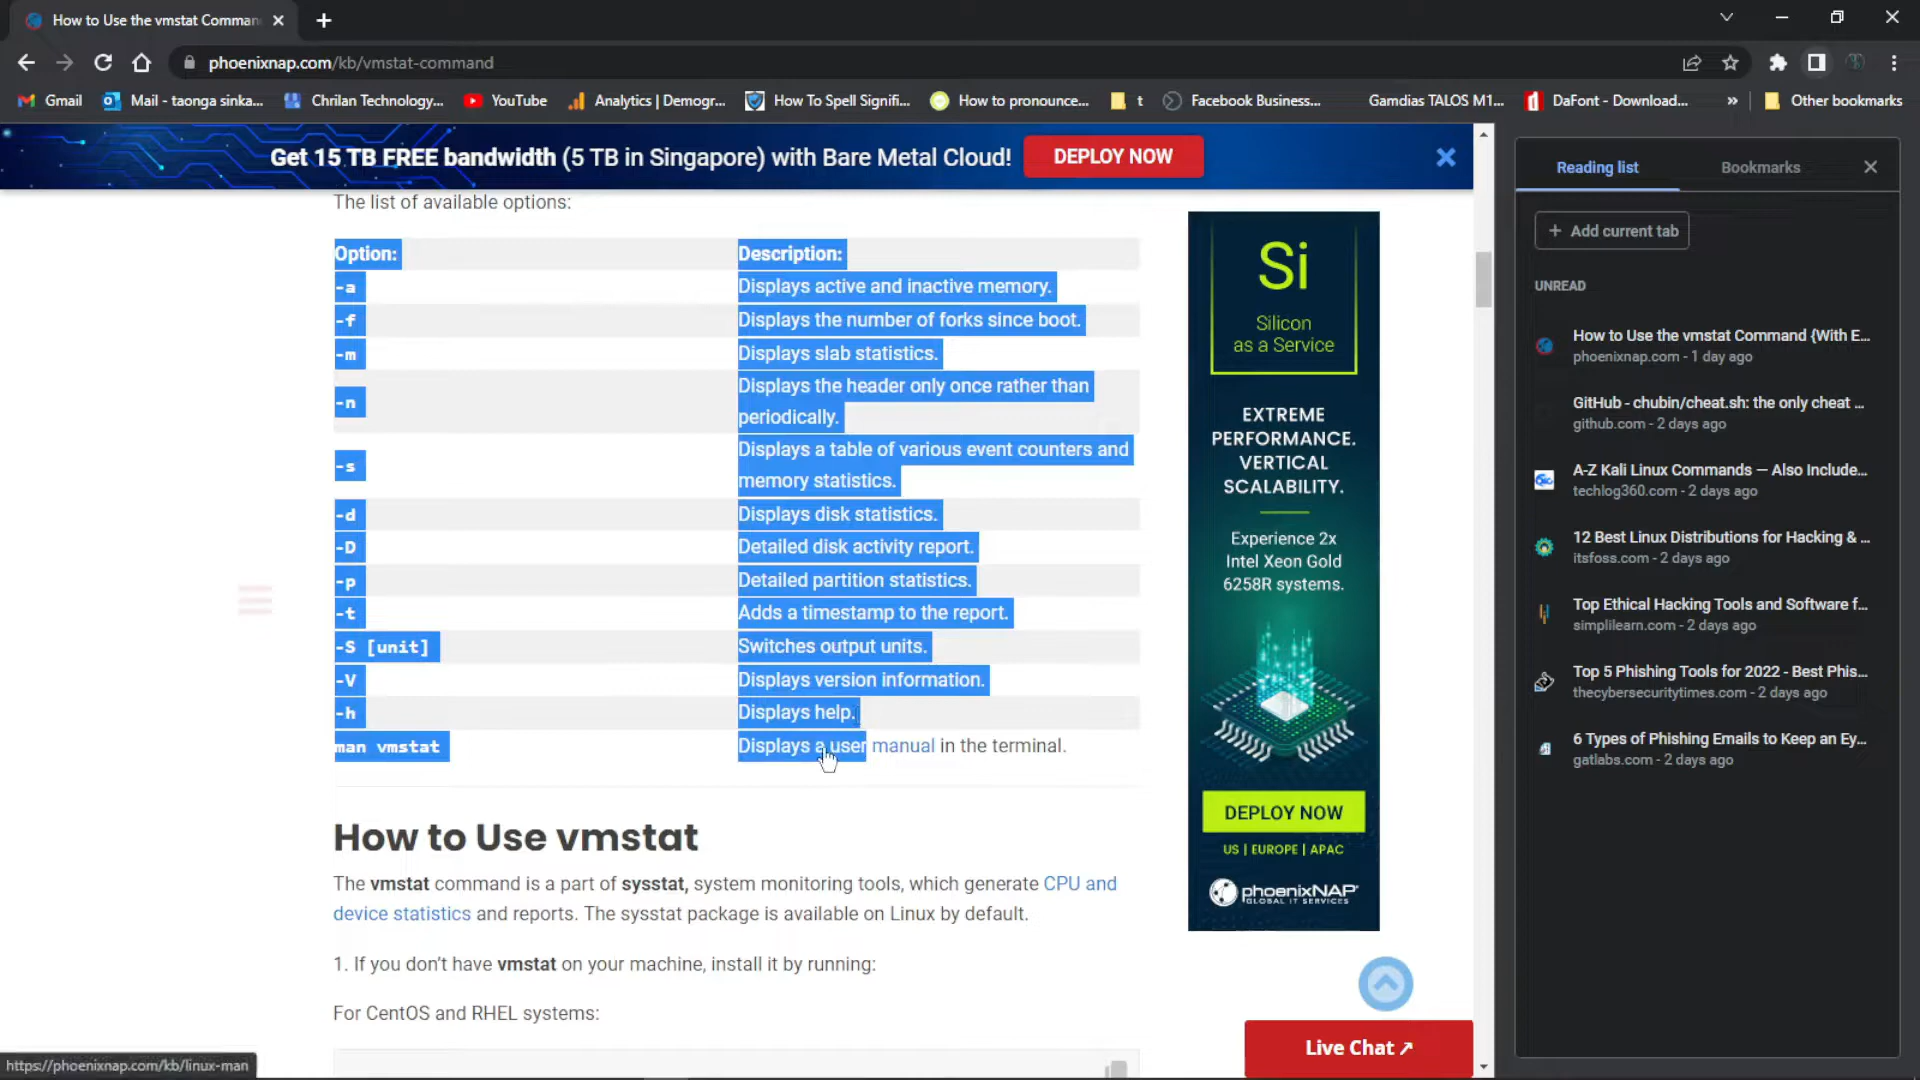 How to Use the vmstat Comman
phoenixnap.com/kb/vmstat-command
Gmail
Mail - taonga sinka...
Chrilan Technology...
YouTube
Analytics | Demogr...
How To Spell Signifi...
How to pronounce...
t
Facebook Business...
Gamdias TALOS M1...
DaFont - Download...
»
Other bookmarks
Get 15 TB FREE bandwidth (5 TB in Singapore) with Bare Metal Cloud!
DEPLOY NOW
The list of available options:
Option: Description:
-a Displays active and inactive memory.
-f Displays the number of forks since boot.
-m Displays slab statistics.
-n Displays the header only once rather than
periodically.
-s Displays a table of various event counters and
memory statistics.
-d Displays disk statistics.
-D Detailed disk activity report.
-p Detailed partition statistics.
-t Adds a timestamp to the report.
-S [unit] Switches output units.
-V Displays version information.
-h Displays help.
man vmstat Displays a user manual in the terminal.
How to Use vmstat
The vmstat command is a part of sysstat, system monitoring tools, which generate CPU and
device statistics and reports. The sysstat package is available on Linux by default.
1. If you don't have vmstat on your machine, install it by running:
For CentOS and RHEL systems:
https://phoenixnap.com/kb/linux-man
Si
Silicon
as a Service
EXTREME
PERFORMANCE.
VERTICAL
SCALABILITY.
Experience 2x
Intel Xeon Gold
6258R systems.
DEPLOY NOW
US | EUROPE | APAC
phoenixNAP
GLOBAL IT SERVICES
Live Chat ↗
Reading list
Bookmarks
+ Add current tab
UNREAD
How to Use the vmstat Command {With E...
phoenixnap.com - 1 day ago
GitHub - chubin/cheat.sh: the only cheat ...
github.com - 2 days ago
A-Z Kali Linux Commands — Also Include...
techlog360.com - 2 days ago
12 Best Linux Distributions for Hacking & ...
itsfoss.com - 2 days ago
Top Ethical Hacking Tools and Software f...
simplilearn.com - 2 days ago
Top 5 Phishing Tools for 2022 - Best Phis...
thecybersecuritytimes.com - 2 days ago
6 Types of Phishing Emails to Keep an Ey...
gatlabs.com - 2 days ago